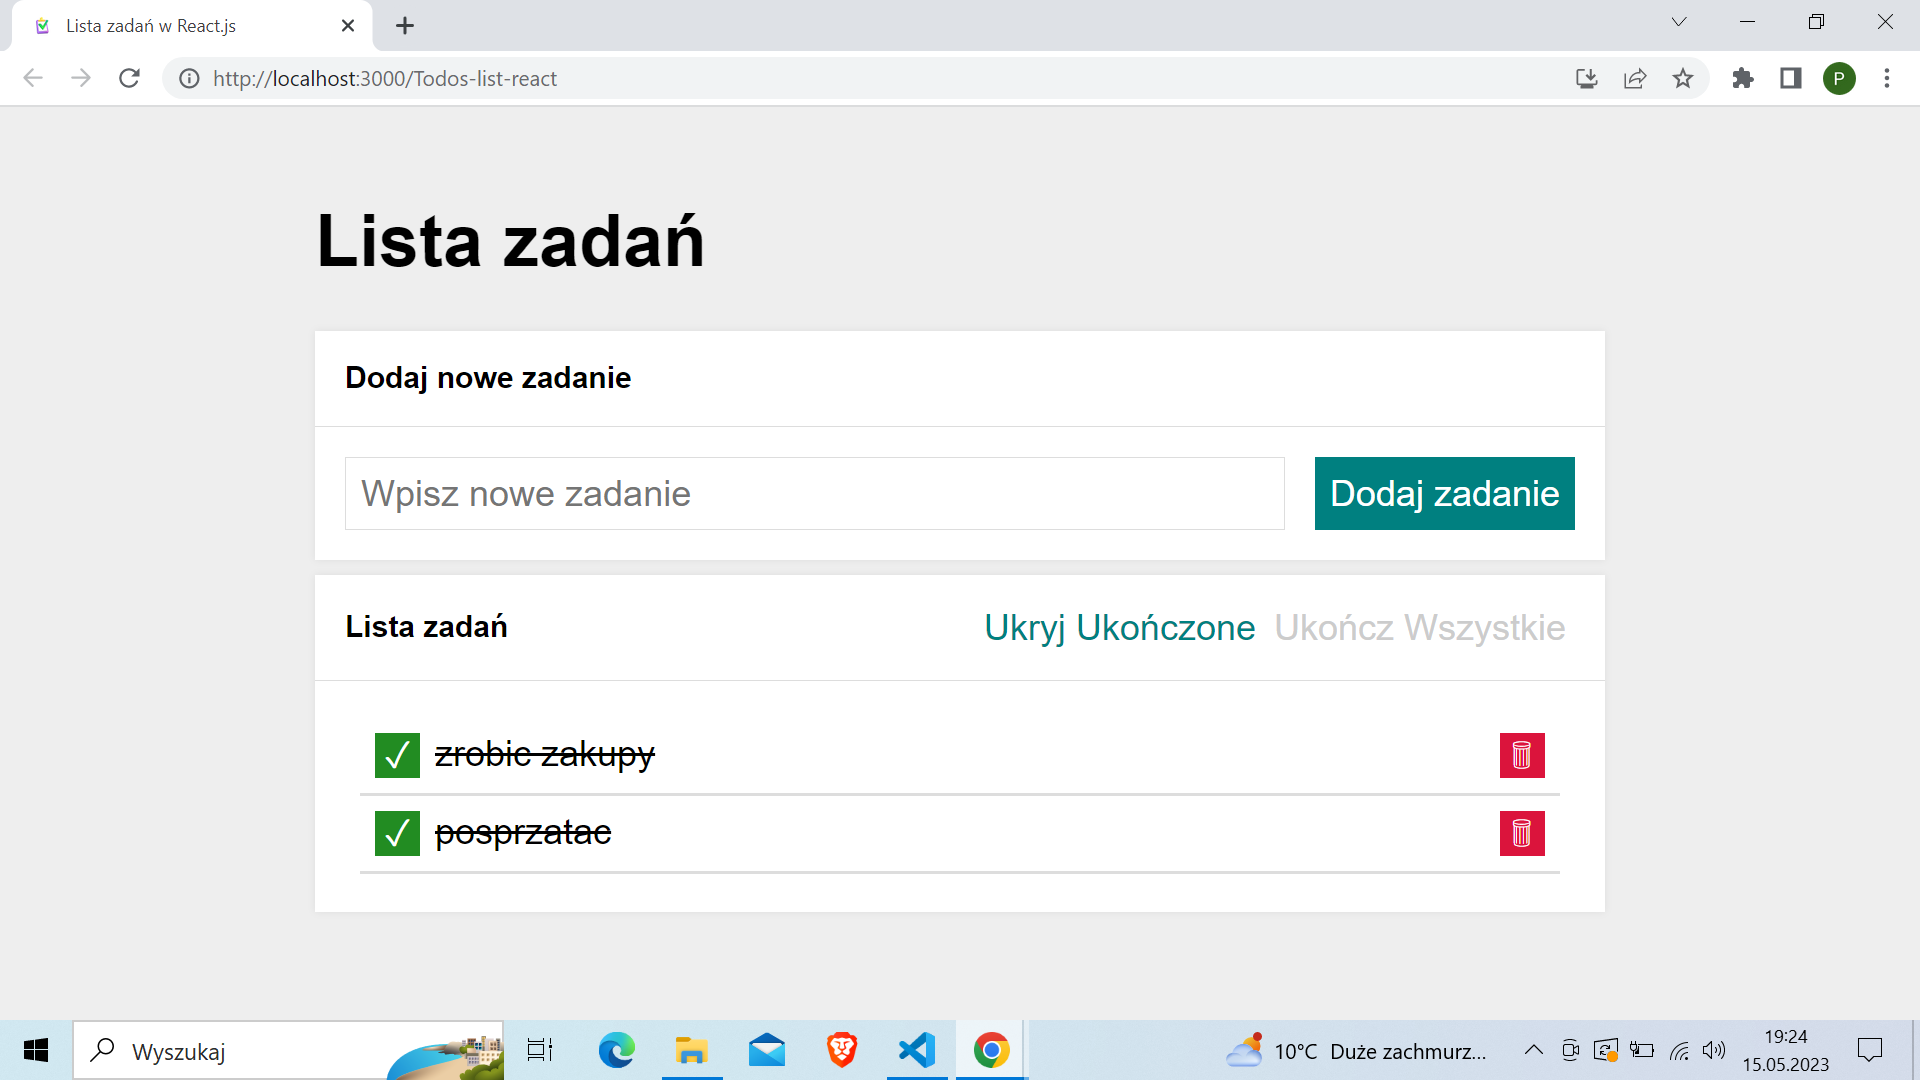 Lista zadań w React.js
http://localhost:3000/Todos-list-react
P
Lista zadań
Dodaj nowe zadanie
Wpisz nowe zadanie
Dodaj zadanie
Lista zadań
Ukryj Ukończone
Ukończ Wszystkie
zrobic zakupy
posprzatac
Wyszukaj
10°C Duże zachmurz...
19:24
15.05.2023